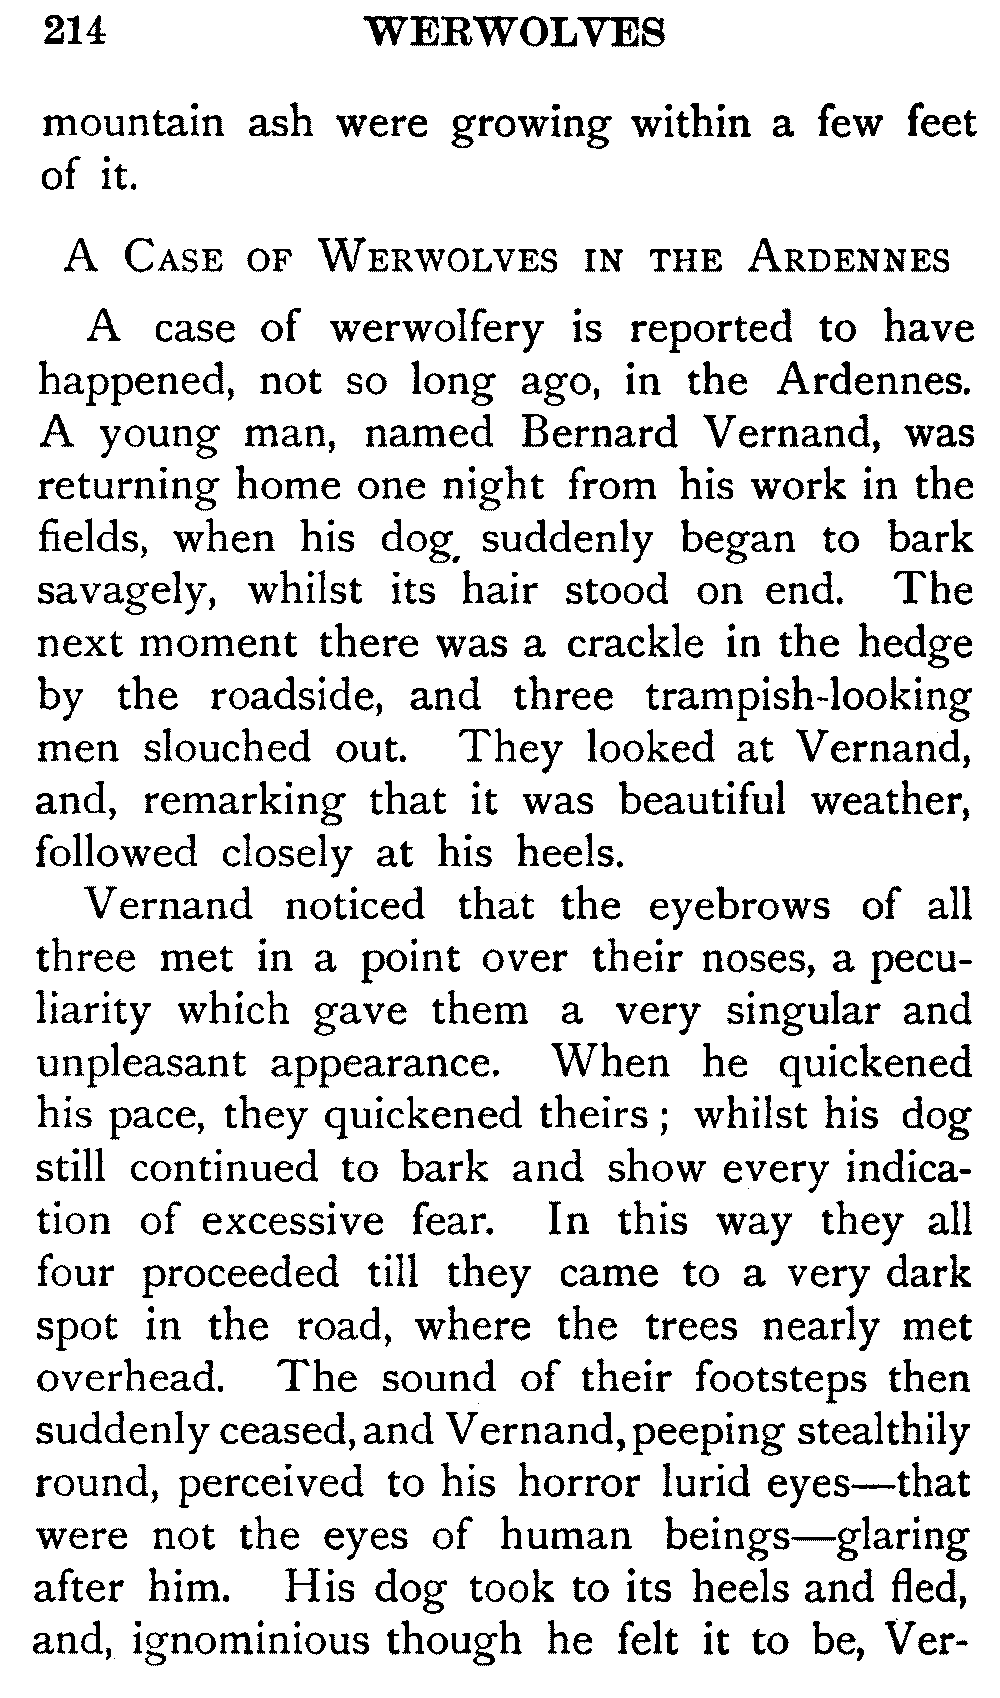 214 WERWOLVES
mountain ash were growing within a few feet
of it.
A Case of Werwolves in the Ardennes
A case of werwolfery is reported to have
happened, not so long ago, in the Ardennes.
A young man, named Bernard Vernand, was
returning home one night from his work in the
fields, when his dog, suddenly began to bark
savagely, whilst its hair stood on end. The
next moment there was a crackle in the hedge
by the roadside, and three trampish-looking
men slouched out. They looked at Vernand,
and, remarking that it was beautiful weather,
followed closely at his heels.
Vernand noticed that the eyebrows of all
three met in a point over their noses, a pecu-
liarity which gave them a very singular and
unpleasant appearance. When he quickened
his pace, they quickened theirs; whilst his dog
still continued to bark and show every indica-
tion of excessive fear. In this way they all
four proceeded till they came to a very dark
spot in the road, where the trees nearly met
overhead. The sound of their footsteps then
suddenly ceased, and Vernand, peeping stealthily
round, perceived to his horror lurid eyes—that
were not the eyes of human beings—glaring
after him. His dog took to its heels and fled,
and, ignominious though he felt it to be, Ver-